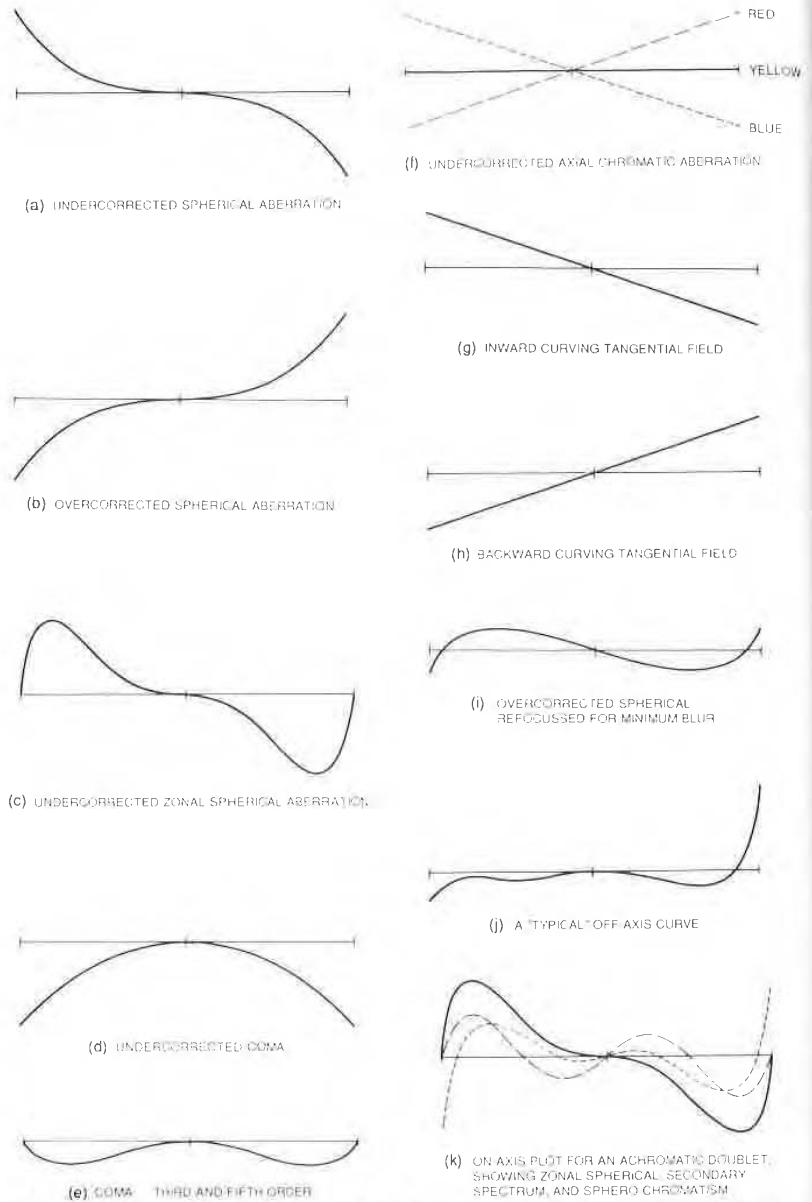 (a) UNDERCORRECTED SPHERICAL ABERRATION
(b) OVERCORRECTED SPHERICAL ABERRATION
(c) UNDERCORRECTED ZONAL SPHERICAL ABERRATION
(d) UNDERCORRECTED COMA
(e) COMA THIRD AND FIFTH ORDER
RED
YELLOW
BLUE
(f) UNDERCORRECTED AXIAL CHROMATIC ABERRATION
(g) INWARD CURVING TANGENTIAL FIELD
(h) BACKWARD CURVING TANGENTIAL FIELD
(i) OVERCORRECTED SPHERICAL
REFOCUSSED FOR MINIMUM BLUR
(j) A "TYPICAL" OFF AXIS CURVE
(k) ON-AXIS PLOT FOR AN ACHROMATIC DOUBLET,
SHOWING ZONAL SPHERICAL, SECONDARY
SPECTRUM, AND SPHERO CHROMATISM